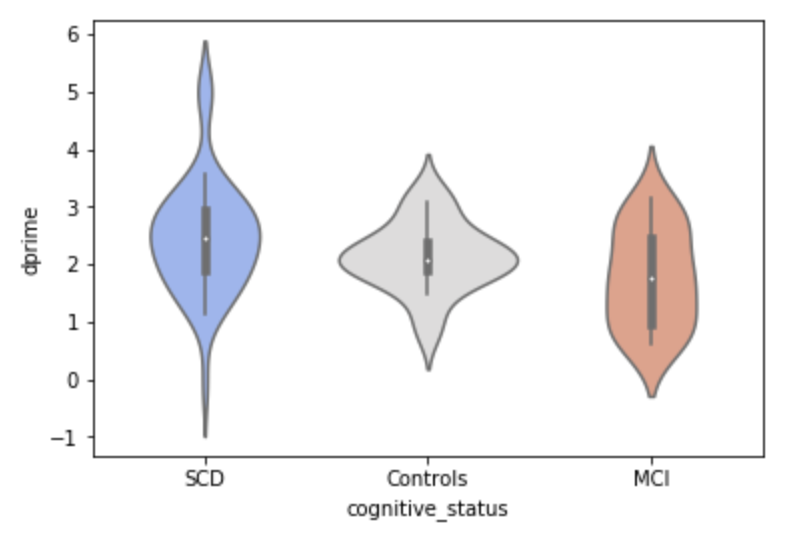 dprime
6
5
4
3
2
1
0
−1
SCD Controls MCI
cognitive_status